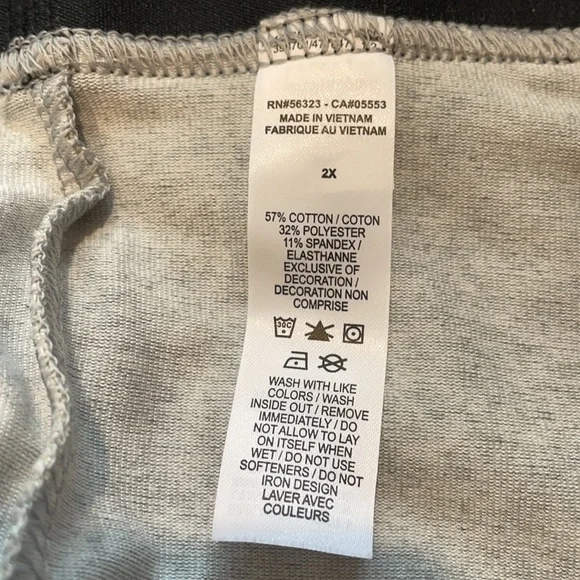 RN#56323 - CA#05553
MADE IN VIETNAM
FABRIQUE AU VIETNAM
2X
57% COTTON / COTON
32% POLYESTER
11% SPANDEX /
ELASTHANNE
EXCLUSIVE OF
DECORATION /
DECORATION NON
COMPRISE
30C
WASH WITH LIKE
COLORS / WASH
INSIDE OUT / REMOVE
IMMEDIATELY / DO
NOT ALLOW TO LAY
ON ITSELF WHEN
WET / DO NOT USE
SOFTENERS / DO NOT
IRON DESIGN
LAVER AVEC
COULEURS